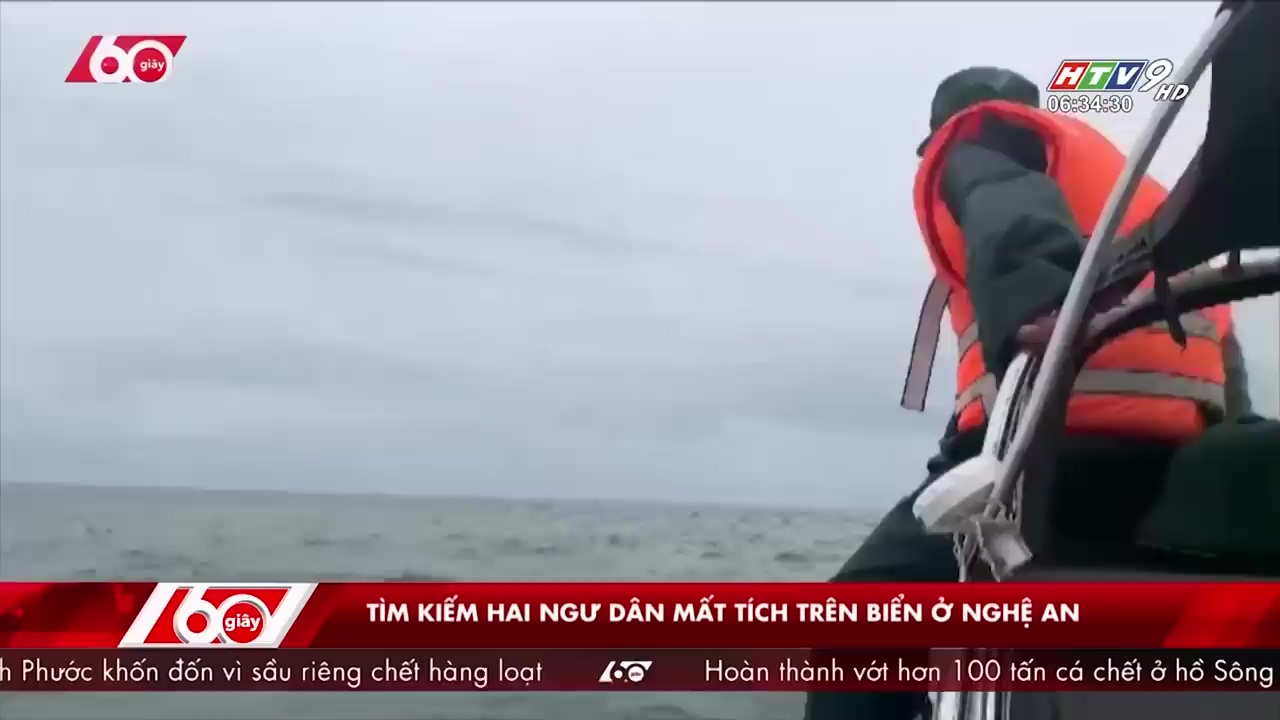 60 giây
HTV9 HD
06:34:30
60 giây
TÌM KIẾM HAI NGƯ DÂN MẤT TÍCH TRÊN BIỂN Ở NGHỆ AN
h Phước khốn đốn vì sầu riêng chết hàng loạt
60 giây
Hoàn thành vớt hơn 100 tấn cá chết ở hồ Sông